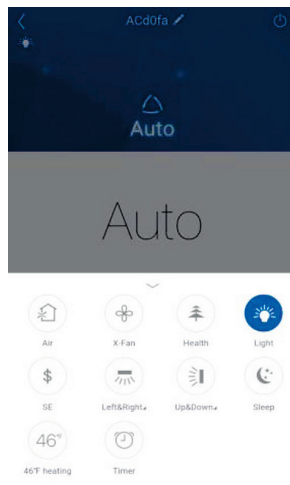 ACd0fa
Auto
Auto
Air X-Fan Health Light
$
SE Left&Right Up&Down Sleep
46°F
46°F heating Timer